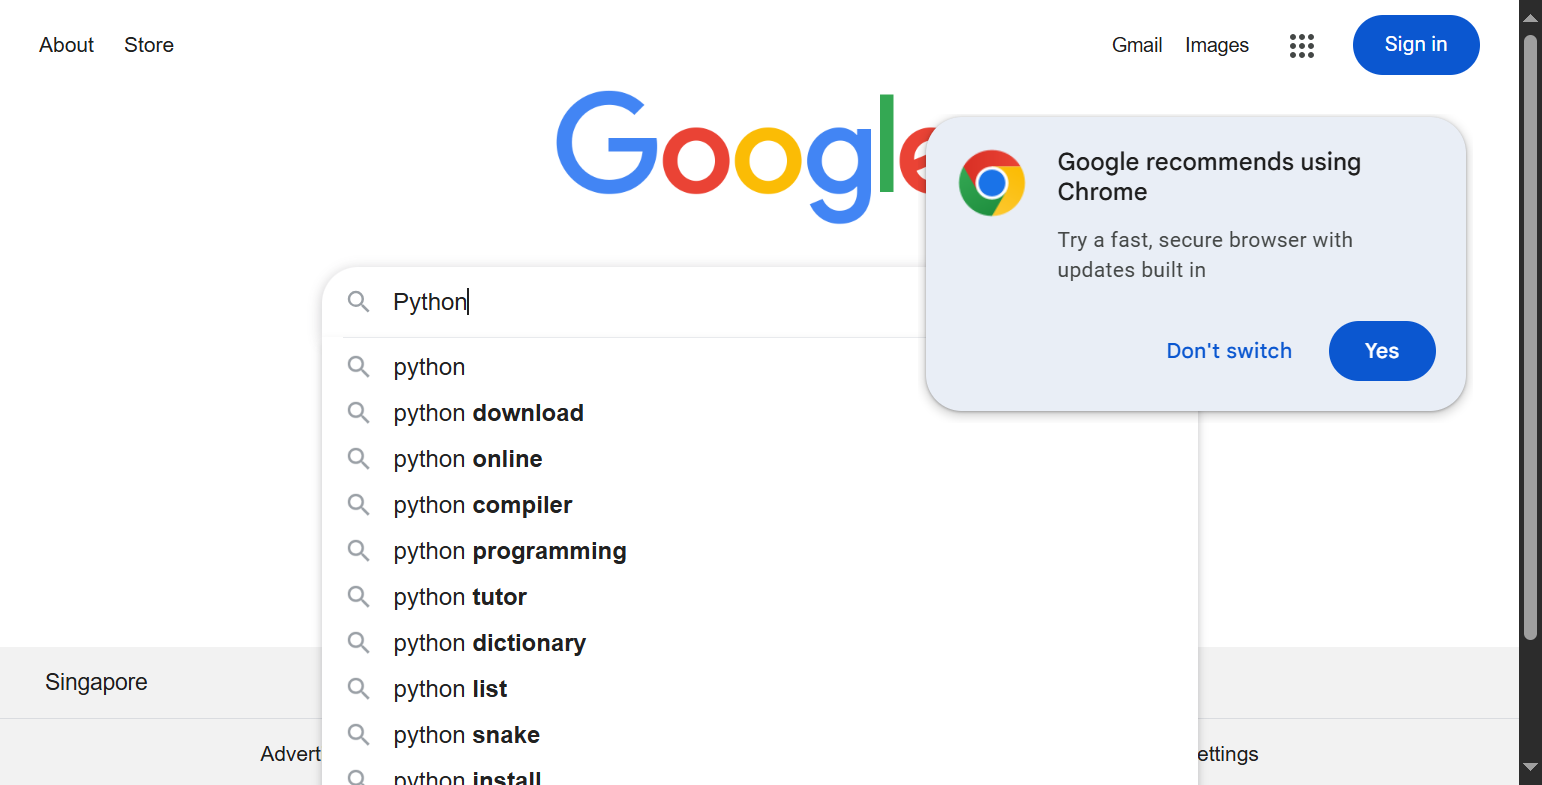 About Store
Gmail Images
Sign in
Google
Google recommends using
Chrome
Try a fast, secure browser with
updates built in
Don't switch
Yes
Python
python
python download
python online
python compiler
python programming
python tutor
python dictionary
python list
python snake
python install
Singapore
Advert
ettings